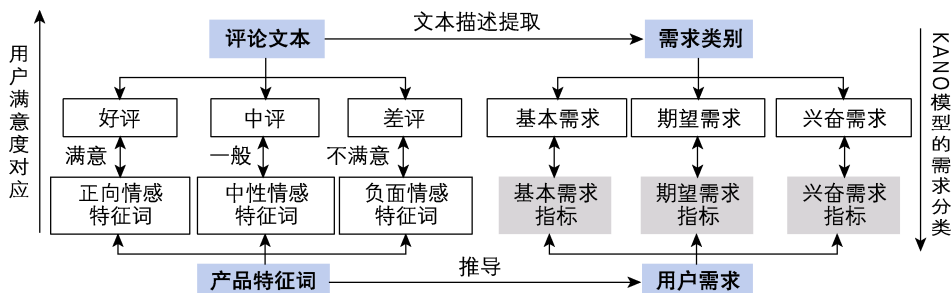 评论文本
文本描述提取
需求类别
用户满意度对应
KANO模型的需求分类
好评
中评
差评
基本需求
期望需求
兴奋需求
满意
一般
不满意
正向情感
特征词
中性情感
特征词
负面情感
特征词
基本需求
指标
期望需求
指标
兴奋需求
指标
产品特征词
推导
用户需求